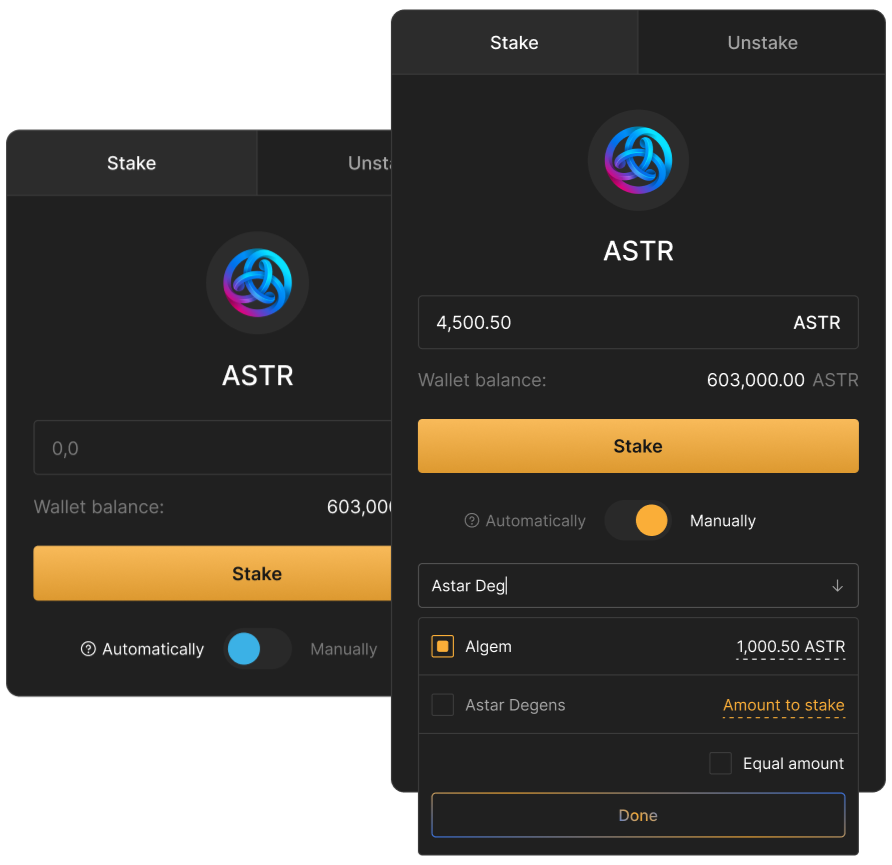 Stake
Unsta
ASTR
0,0
Wallet balance: 603,00
Stake
Automatically Manually
Stake Unstake
ASTR
4,500.50 ASTR
Wallet balance: 603,000.00 ASTR
Stake
Automatically Manually
Astar Deg
Algem 1,000.50 ASTR
Astar Degens Amount to stake
Equal amount
Done